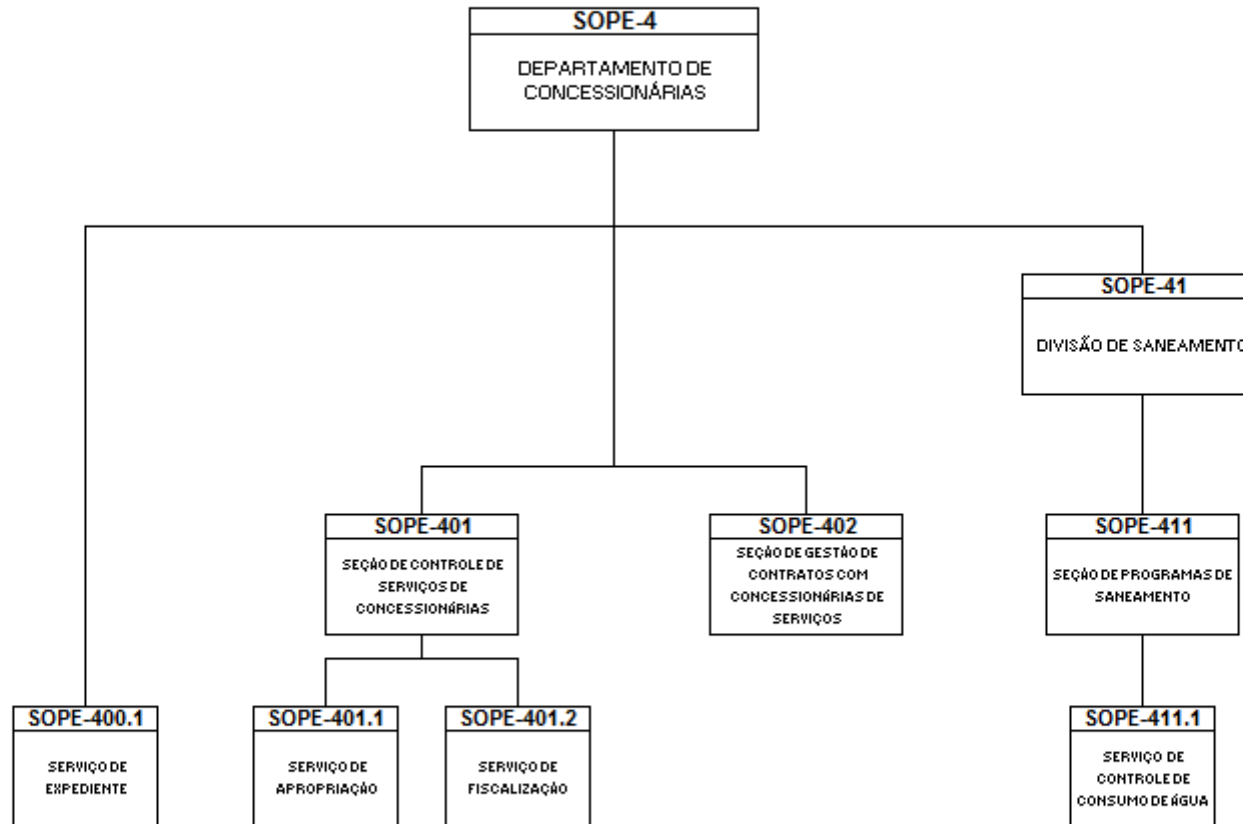 SOPE-4
DEPARTAMENTO DE
CONCESSIONÁRIAS
SOPE-41
DIVISÃO DE SANEAMENTO
SOPE-401
SEÇÃO DE CONTROLE DE
SERVIÇOS DE
CONCESSIONÁRIAS
SOPE-402
SEÇÃO DE GESTÃO DE
CONTRATOS COM
CONCESSIONÁRIAS DE
SERVIÇOS
SOPE-411
SEÇÃO DE PROGRAMAS DE
SANEAMENTO
SOPE-400.1
SERVIÇO DE
EXPEDIENTE
SOPE-401.1
SERVIÇO DE
APROPRIAÇÃO
SOPE-401.2
SERVIÇO DE
FISCALIZAÇÃO
SOPE-411.1
SERVIÇO DE
CONTROLE DE
CONSUMO DE ÁGUA